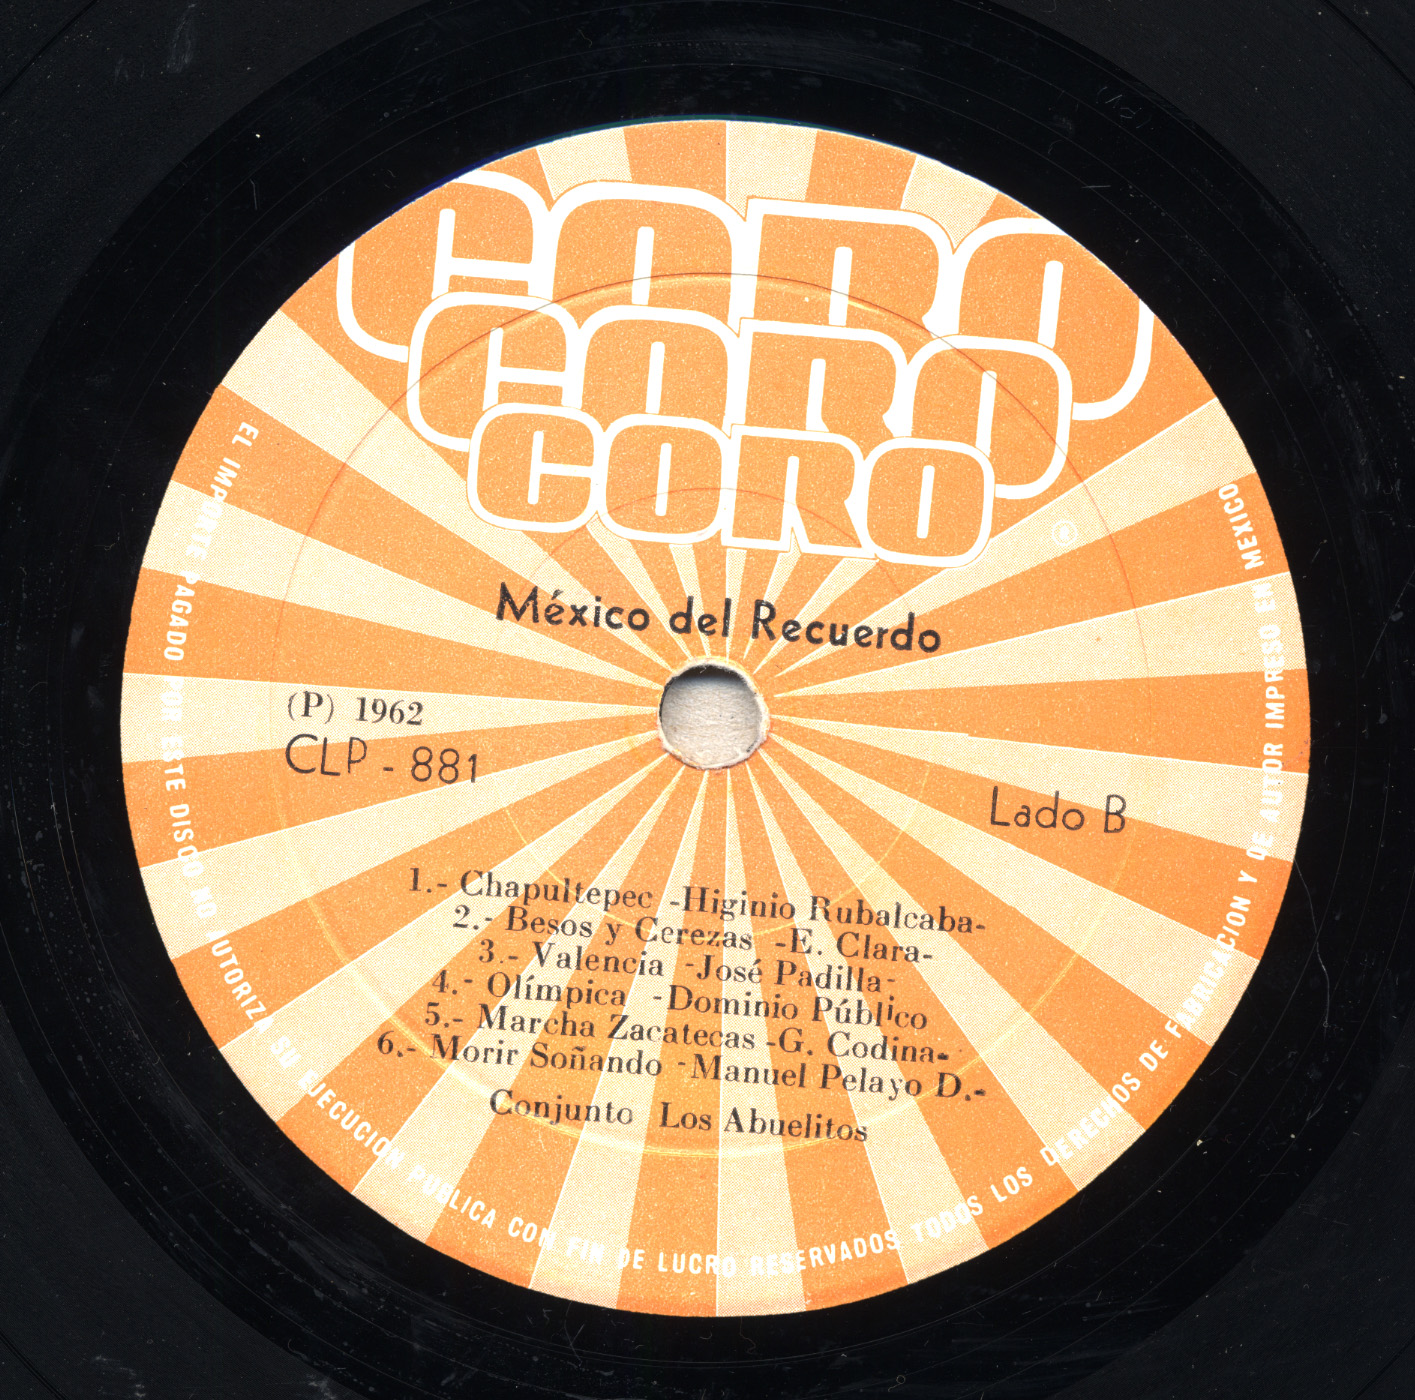 CORO
CORO
CORO
®
México del Recuerdo
(P) 1962
CLP - 881
Lado B
1.- Chapultepec -Higinio Rubalcaba-
2.- Besos y Cerezas -E. Clara-
3.- Valencia -José Padilla-
4.- Olímpica -Dominio Público
5.- Marcha Zacatecas -G. Codina-
6.- Morir Soñando -Manuel Pelayo D.-
Conjunto Los Abuelitos
EL IMPORTE PAGADO POR ESTE DISCO NO AUTORIZA SU EJECUCION PUBLICA CON FIN DE LUCRO RESERVADOS TODOS LOS DERECHOS DE FABRICACION Y DE AUTOR IMPRESO EN MEXICO